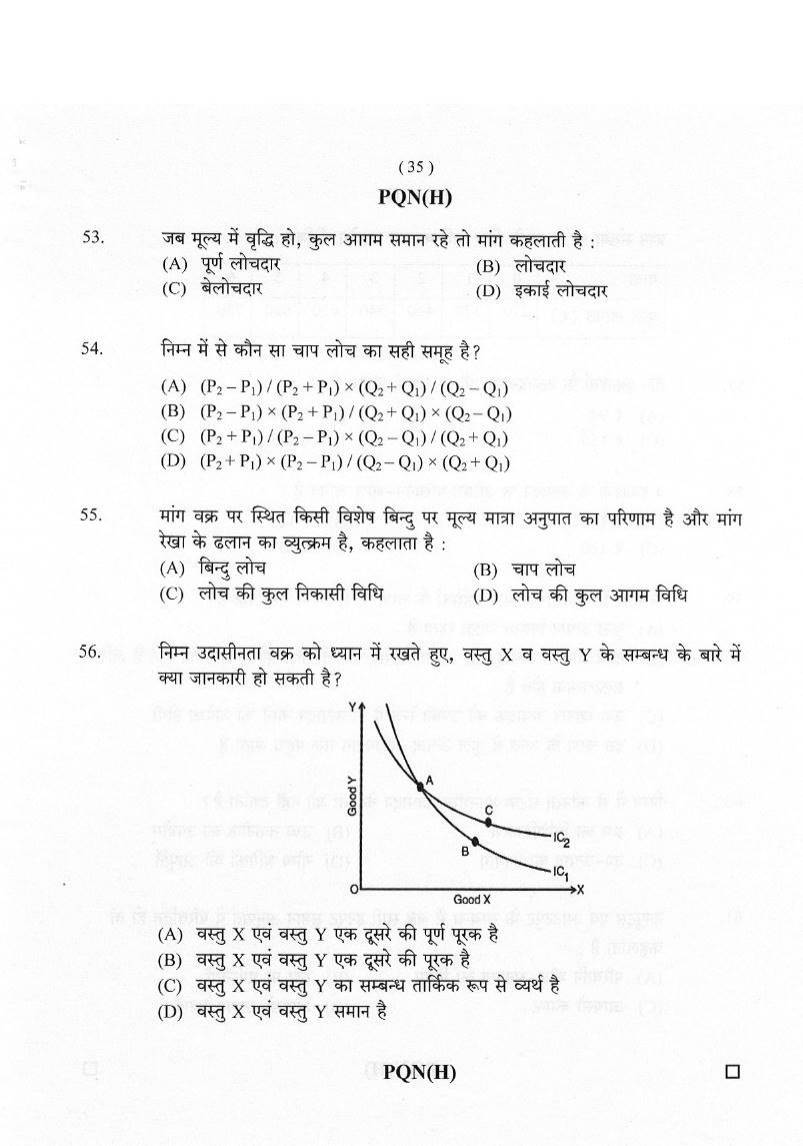 (35)
PQN(H)
53. जब मूल्य में वृद्धि हो, कुल आगम समान रहे तो मांग कहलाती है :
(A) पूर्ण लोचदार (B) लोचदार
(C) बेलोचदार (D) इकाई लोचदार
54. निम्न में से कौन सा चाप लोच का सही समूह है?
(A) (P₂ – P₁) / (P₂ + P₁) × (Q₂ + Q₁) / (Q₂ – Q₁)
(B) (P₂ – P₁) × (P₂ + P₁) / (Q₂ + Q₁) × (Q₂ – Q₁)
(C) (P₂ + P₁) / (P₂ – P₁) × (Q₂ – Q₁) / (Q₂ + Q₁)
(D) (P₂ + P₁) × (P₂ – P₁) / (Q₂ – Q₁) × (Q₂ + Q₁)
55. मांग वक्र पर स्थित किसी विशेष बिन्दु पर मूल्य मात्रा अनुपात का परिणाम है और मांग
रेखा के ढलान का व्युत्क्रम है, कहलाता है :
(A) बिन्दु लोच (B) चाप लोच
(C) लोच की कुल निकासी विधि (D) लोच की कुल आगम विधि
56. निम्न उदासीनता वक्र को ध्यान में रखते हुए, वस्तु X व वस्तु Y के सम्बन्ध के बारे में
क्या जानकारी हो सकती है?
Y
A
Good Y
C
B
IC₂
IC₁
O
X
Good X
(A) वस्तु X एवं वस्तु Y एक दूसरे की पूर्ण पूरक है
(B) वस्तु X एवं वस्तु Y एक दूसरे की पूरक है
(C) वस्तु X एवं वस्तु Y का सम्बन्ध तार्किक रूप से व्यर्थ है
(D) वस्तु X एवं वस्तु Y समान है
PQN(H)